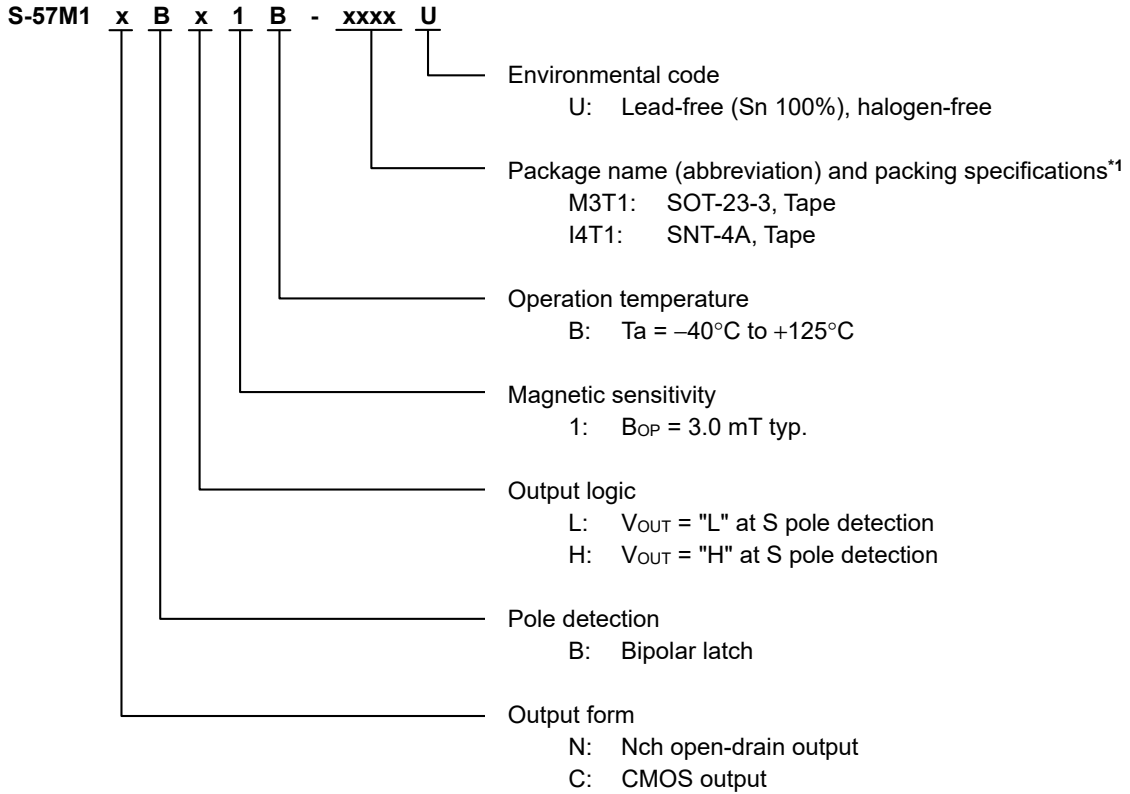 S-57M1 x B x 1 B - xxxx U
Environmental code
U: Lead-free (Sn 100%), halogen-free
Package name (abbreviation) and packing specifications*1
M3T1: SOT-23-3, Tape
I4T1: SNT-4A, Tape
Operation temperature
B: Ta = −40°C to +125°C
Magnetic sensitivity
1: BOP = 3.0 mT typ.
Output logic
L: VOUT = "L" at S pole detection
H: VOUT = "H" at S pole detection
Pole detection
B: Bipolar latch
Output form
N: Nch open-drain output
C: CMOS output